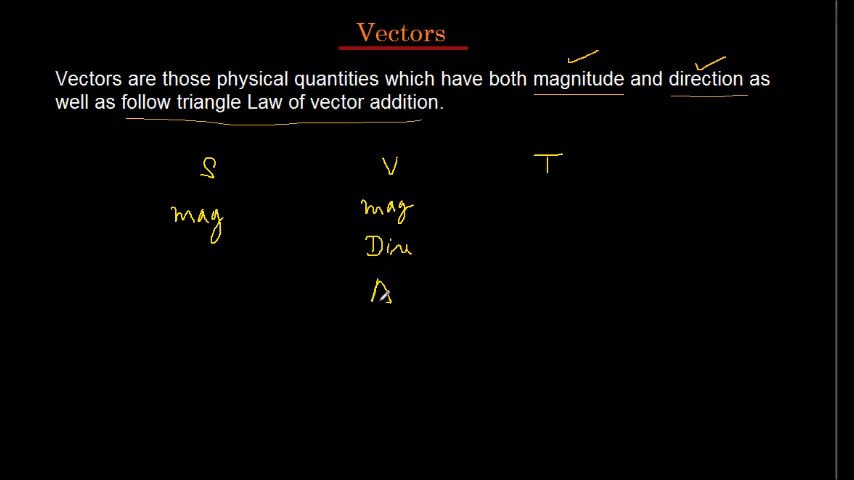 Vectors
Vectors are those physical quantities which have both magnitude and direction as
well as follow triangle Law of vector addition.
S V T
mag mag
Dire